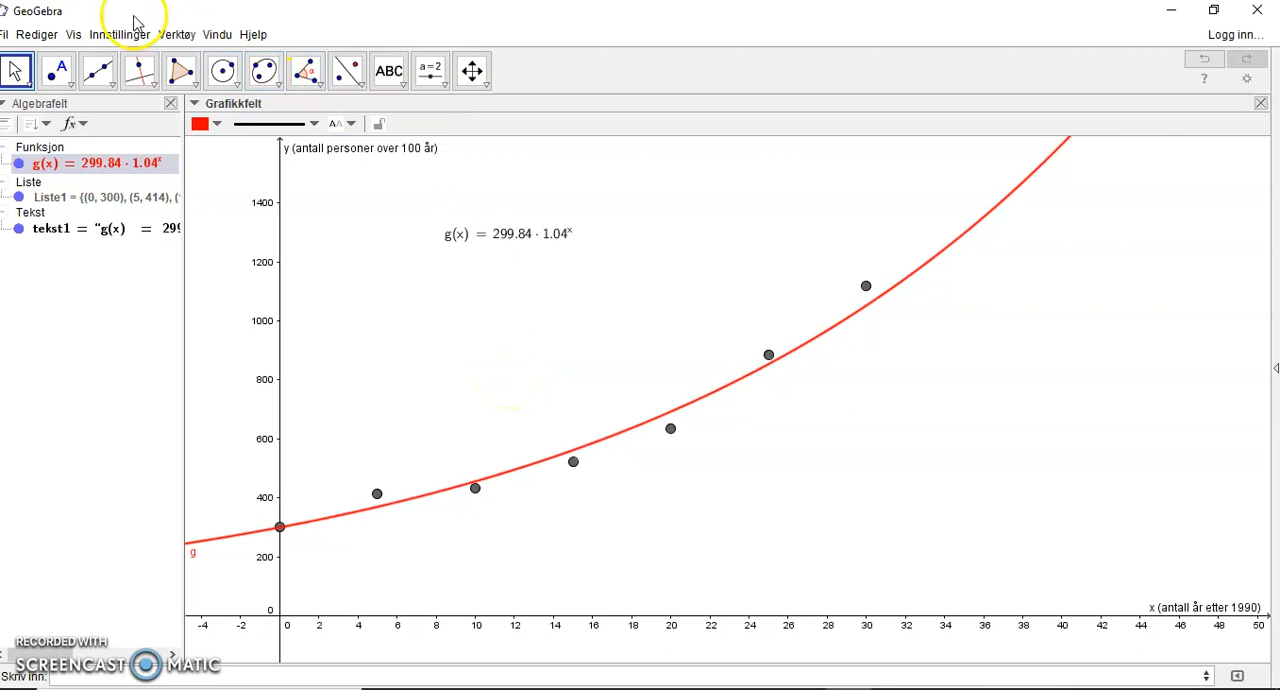 GeoGebra
Fil Rediger Vis Innstillinger Verktøy Vindu Hjelp
Logg inn...
A
α
ABC
a = 2
?
Algebrafelt
Grafikkfelt
fx
AA
Funksjon
g(x) = 299.84 · 1.04ˣ
Liste
Liste1 = {(0, 300), (5, 414), (
Tekst
tekst1 = "g(x) = 299
y (antall personer over 100 år)
g(x) = 299.84 · 1.04ˣ
1400
1200
1000
800
600
400
200
0
g
x (antall år etter 1990)
-4 -2 0 2 4 6 8 10 12 14 16 18 20 22 24 26 28 30 32 34 36 38 40 42 44 46 48 50
RECORDED WITH
SCREENCAST MATIC
Skriv inn: